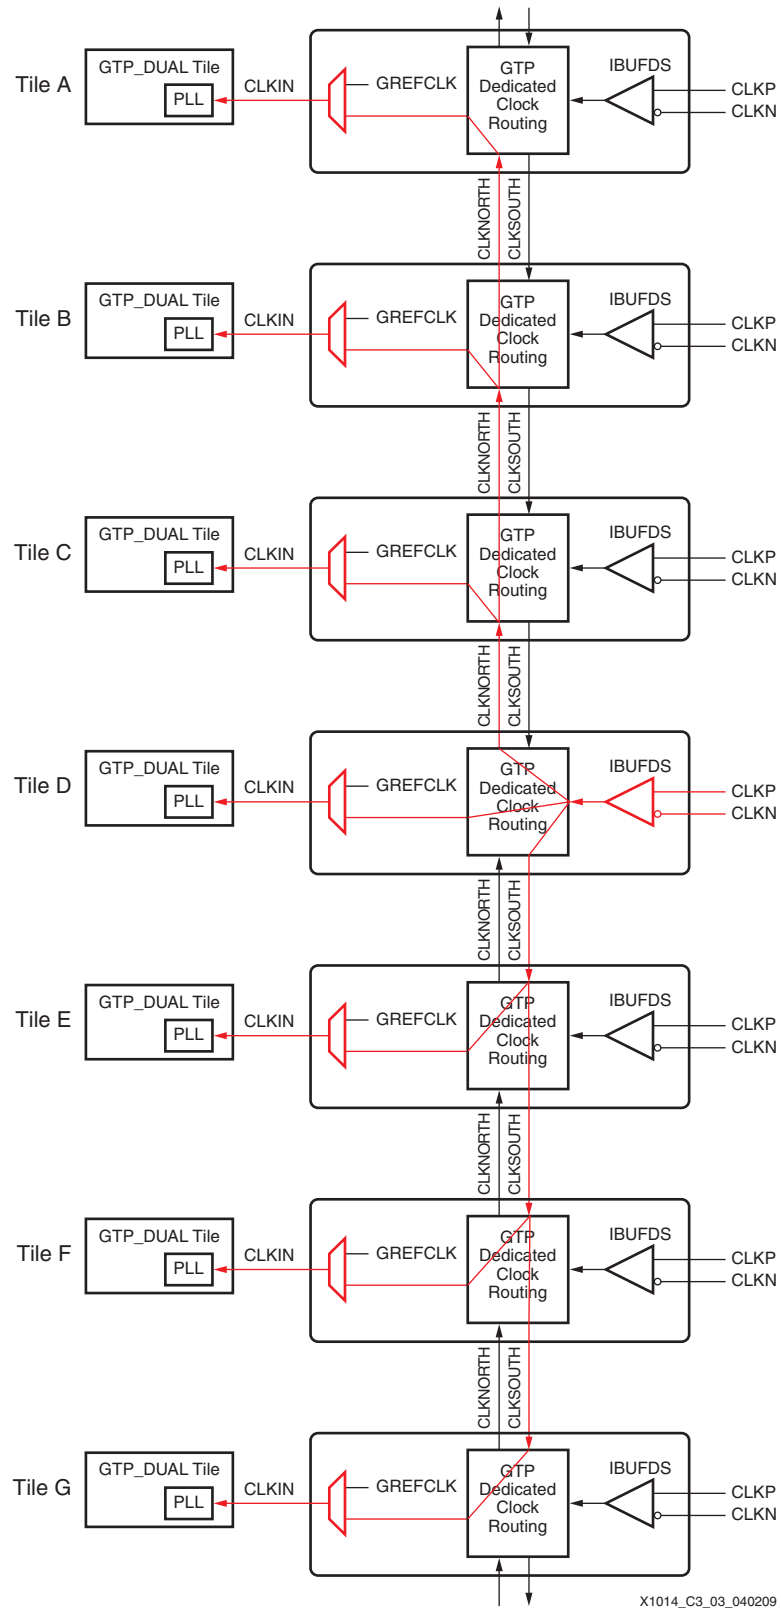 Tile A
GTP_DUAL Tile
PLL
CLKIN
GREFCLK
GTP
Dedicated
Clock
Routing
IBUFDS
CLKP
CLKN
CLKNORTH
CLKSOUTH
Tile B
GTP_DUAL Tile
PLL
CLKIN
GREFCLK
GTP
Dedicated
Clock
Routing
IBUFDS
CLKP
CLKN
CLKNORTH
CLKSOUTH
Tile C
GTP_DUAL Tile
PLL
CLKIN
GREFCLK
GTP
Dedicated
Clock
Routing
IBUFDS
CLKP
CLKN
CLKNORTH
CLKSOUTH
Tile D
GTP_DUAL Tile
PLL
CLKIN
GREFCLK
GTP
Dedicated
Clock
Routing
IBUFDS
CLKP
CLKN
CLKNORTH
CLKSOUTH
Tile E
GTP_DUAL Tile
PLL
CLKIN
GREFCLK
GTP
Dedicated
Clock
Routing
IBUFDS
CLKP
CLKN
CLKNORTH
CLKSOUTH
Tile F
GTP_DUAL Tile
PLL
CLKIN
GREFCLK
GTP
Dedicated
Clock
Routing
IBUFDS
CLKP
CLKN
CLKNORTH
CLKSOUTH
Tile G
GTP_DUAL Tile
PLL
CLKIN
GREFCLK
GTP
Dedicated
Clock
Routing
IBUFDS
CLKP
CLKN
X1014_C3_03_040209